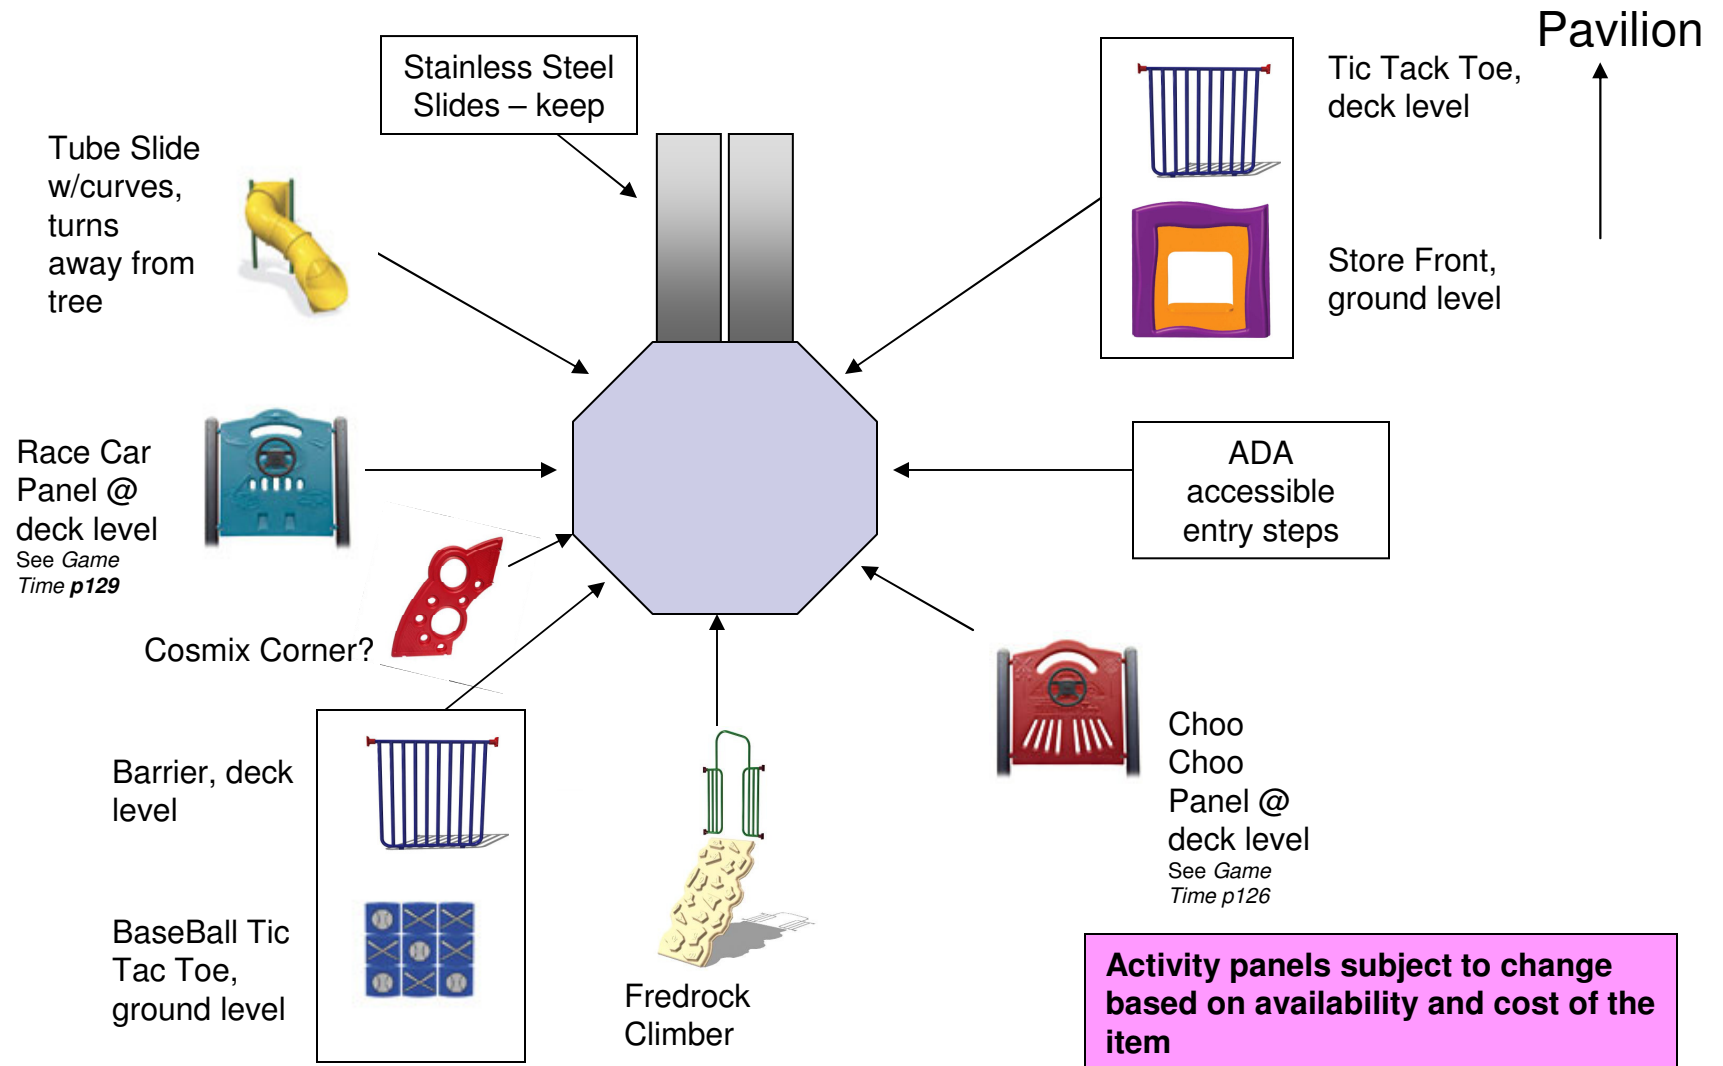 Pavilion
Stainless Steel
Slides – keep
Tic Tack Toe,
deck level
Tube Slide
w/curves,
turns
away from
tree
Store Front,
ground level
Race Car
Panel @
deck level
See Game
Time p129
ADA
accessible
entry steps
Cosmix Corner?
Choo
Choo
Panel @
deck level
See Game
Time p126
Barrier, deck
level
BaseBall Tic
Tac Toe,
ground level
Fredrock
Climber
Activity panels subject to change
based on availability and cost of the
item